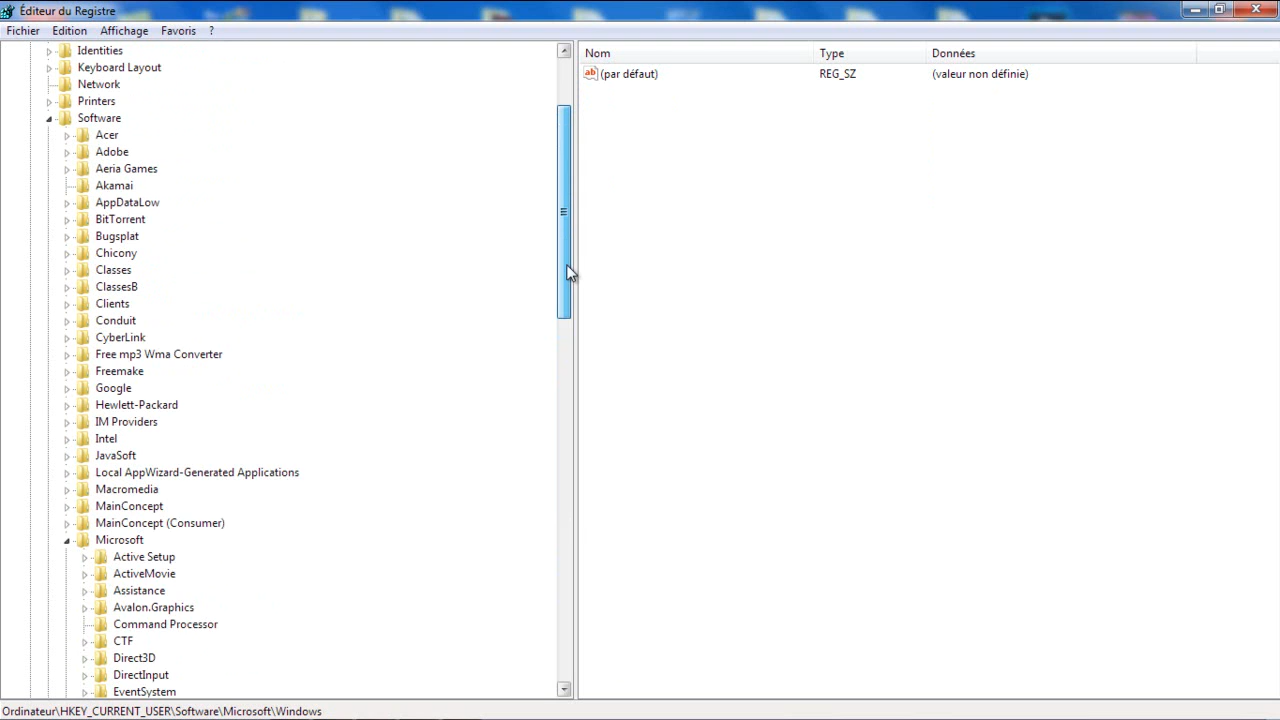 Éditeur du Registre
Fichier Edition Affichage Favoris ?
Identities
Keyboard Layout
Network
Printers
Software
Acer
Adobe
Aeria Games
Akamai
AppDataLow
BitTorrent
Bugsplat
Chicony
Classes
ClassesB
Clients
Conduit
CyberLink
Free mp3 Wma Converter
Freemake
Google
Hewlett-Packard
IM Providers
Intel
JavaSoft
Local AppWizard-Generated Applications
Macromedia
MainConcept
MainConcept (Consumer)
Microsoft
Active Setup
ActiveMovie
Assistance
Avalon.Graphics
Command Processor
CTF
Direct3D
DirectInput
EventSystem
Nom Type Données
ab (par défaut) REG_SZ (valeur non définie)
Ordinateur\HKEY_CURRENT_USER\Software\Microsoft\Windows